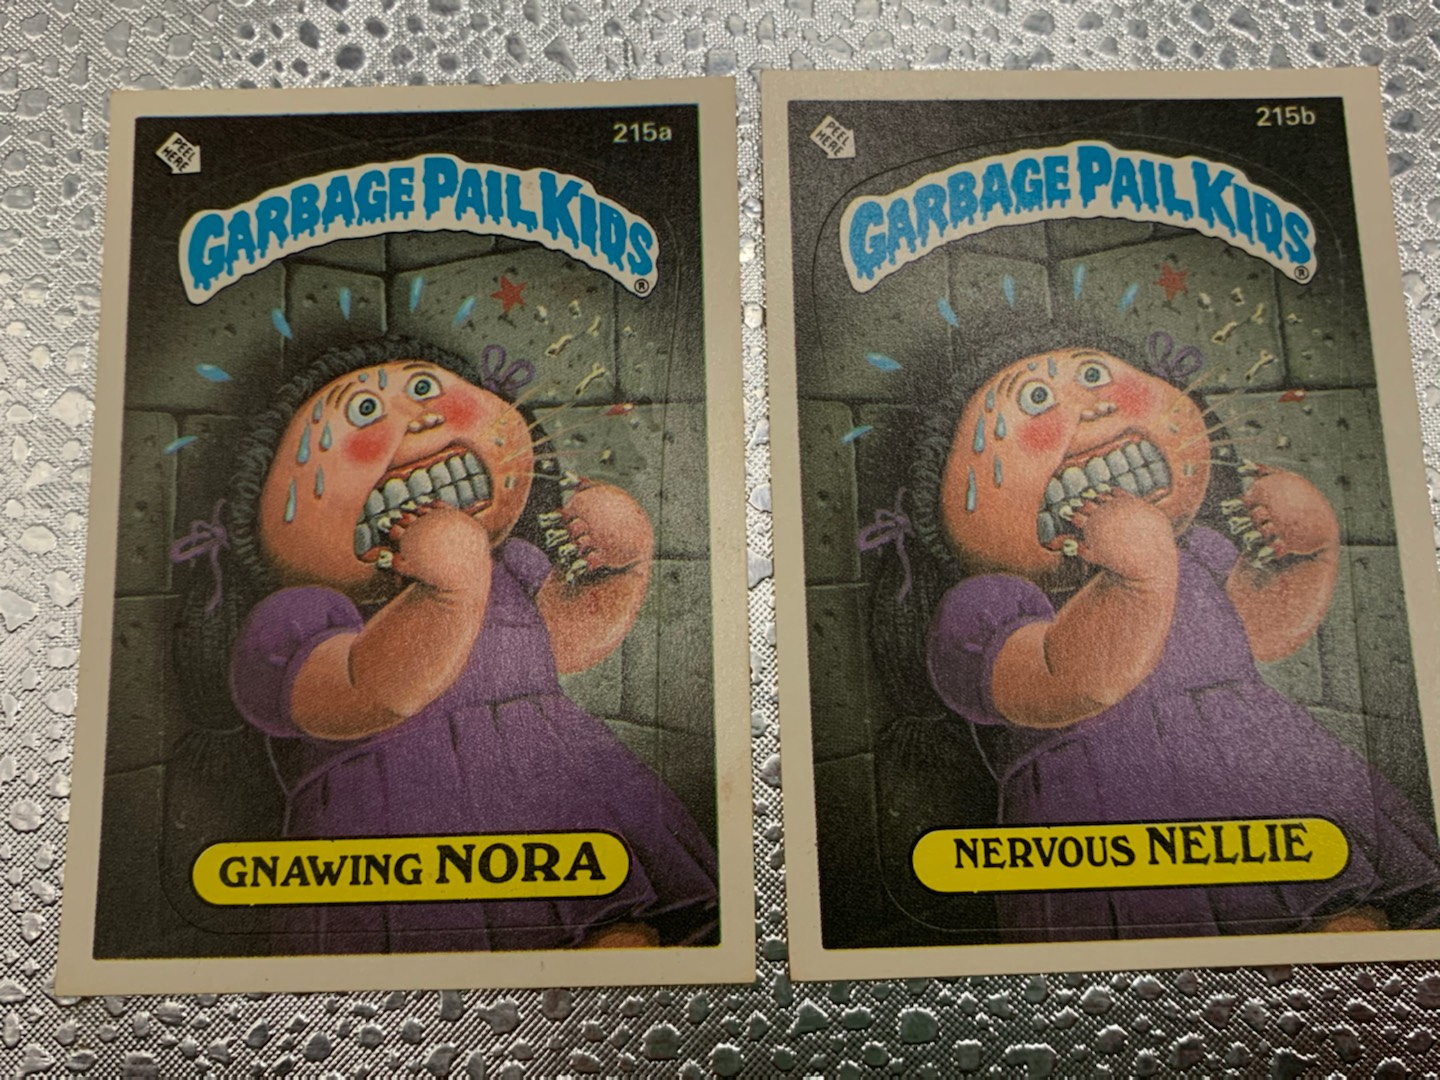 PEEL
HERE
215a
GARBAGE PAIL KIDS®
GNAWING NORA
PEEL
HERE
215b
GARBAGE PAIL KIDS®
NERVOUS NELLIE